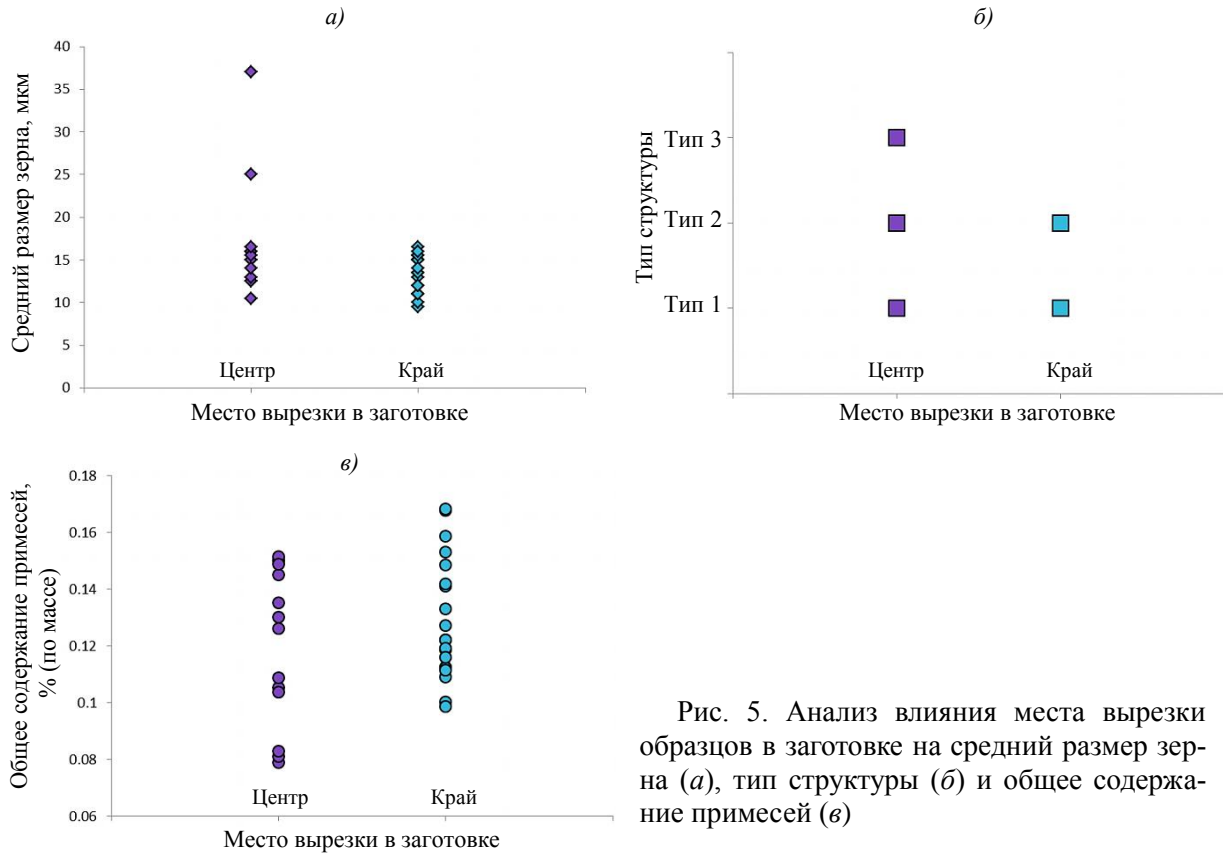 а)
Средний размер зерна, мкм
40
35
30
25
20
15
10
5
0
Центр
Край
Место вырезки в заготовке
б)
Тип структуры
Тип 3
Тип 2
Тип 1
Центр
Край
Место вырезки в заготовке
в)
Общее содержание примесей,
% (по массе)
0.18
0.16
0.14
0.12
0.1
0.08
0.06
Центр
Край
Место вырезки в заготовке
Рис. 5. Анализ влияния места вырезки
образцов в заготовке на средний размер зер-
на (а), тип структуры (б) и общее содержа-
ние примесей (в)